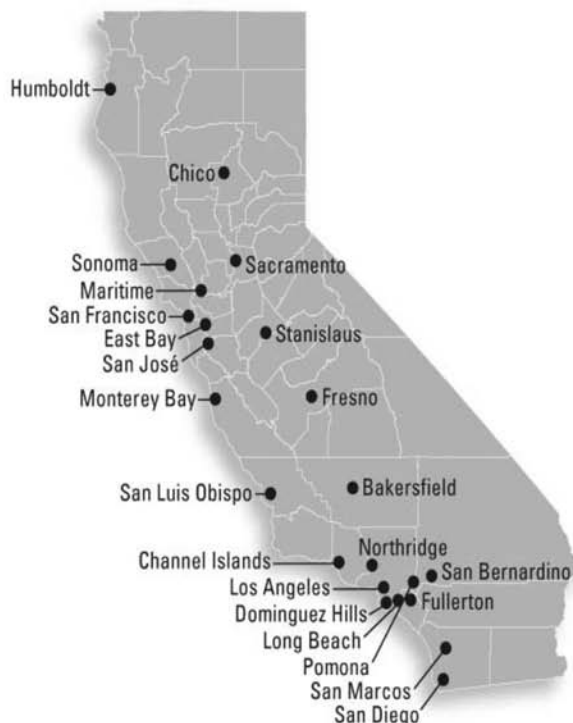 Humboldt
Chico
Sonoma
Sacramento
Maritime
San Francisco
East Bay
Stanislaus
San José
Monterey Bay
Fresno
San Luis Obispo
Bakersfield
Channel Islands
Northridge
San Bernardino
Los Angeles
Dominguez Hills
Fullerton
Long Beach
Pomona
San Marcos
San Diego